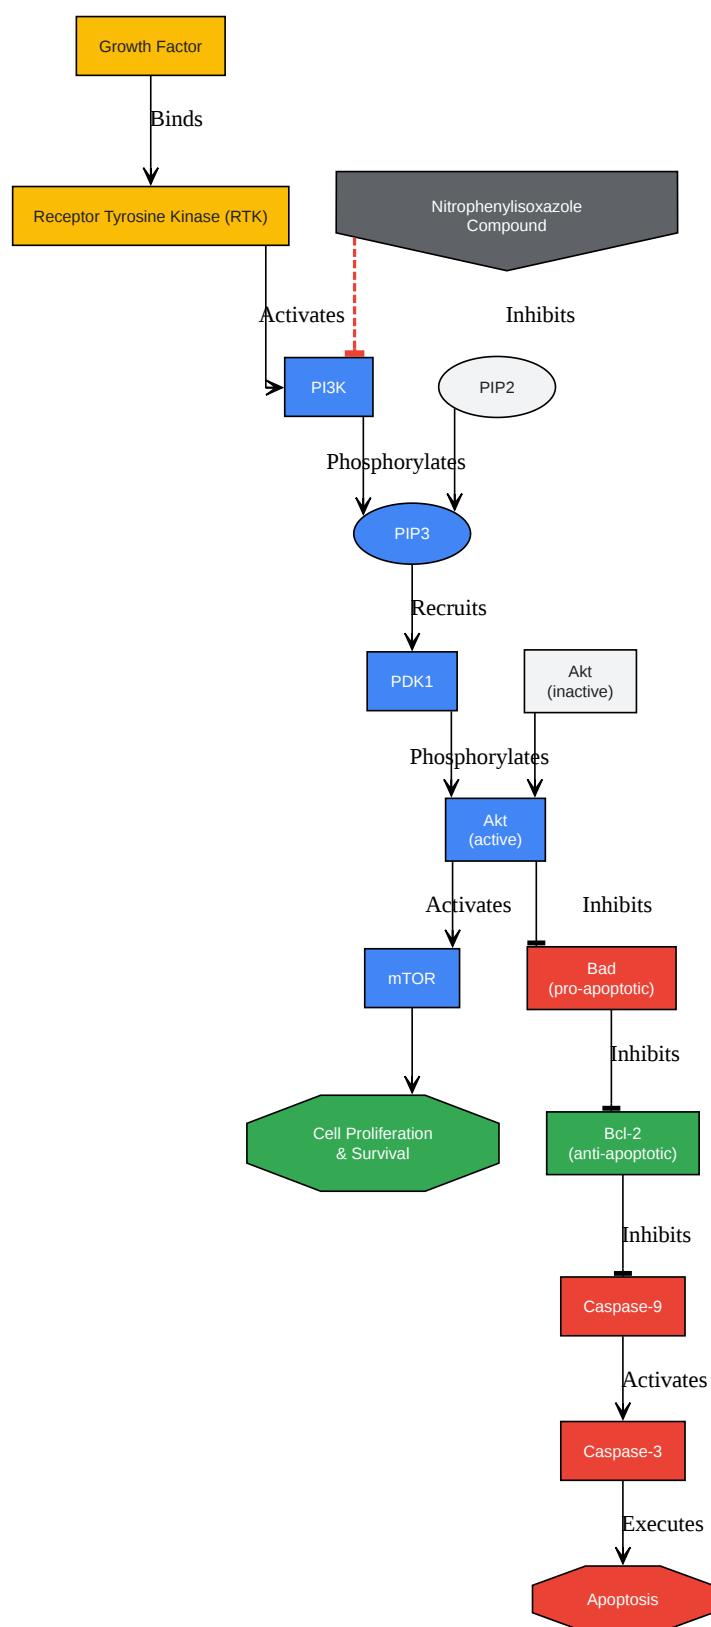 Growth Factor
Binds
Receptor Tyrosine Kinase (RTK)
Nitrophenylisoxazole
Compound
Activates
Inhibits
PI3K
PIP2
Phosphorylates
PIP3
Recruits
PDK1
Akt
(inactive)
Phosphorylates
Akt
(active)
Activates
Inhibits
mTOR
Bad
(pro-apoptotic)
Inhibits
Cell Proliferation
& Survival
Bcl-2
(anti-apoptotic)
Inhibits
Caspase-9
Activates
Caspase-3
Executes
Apoptosis